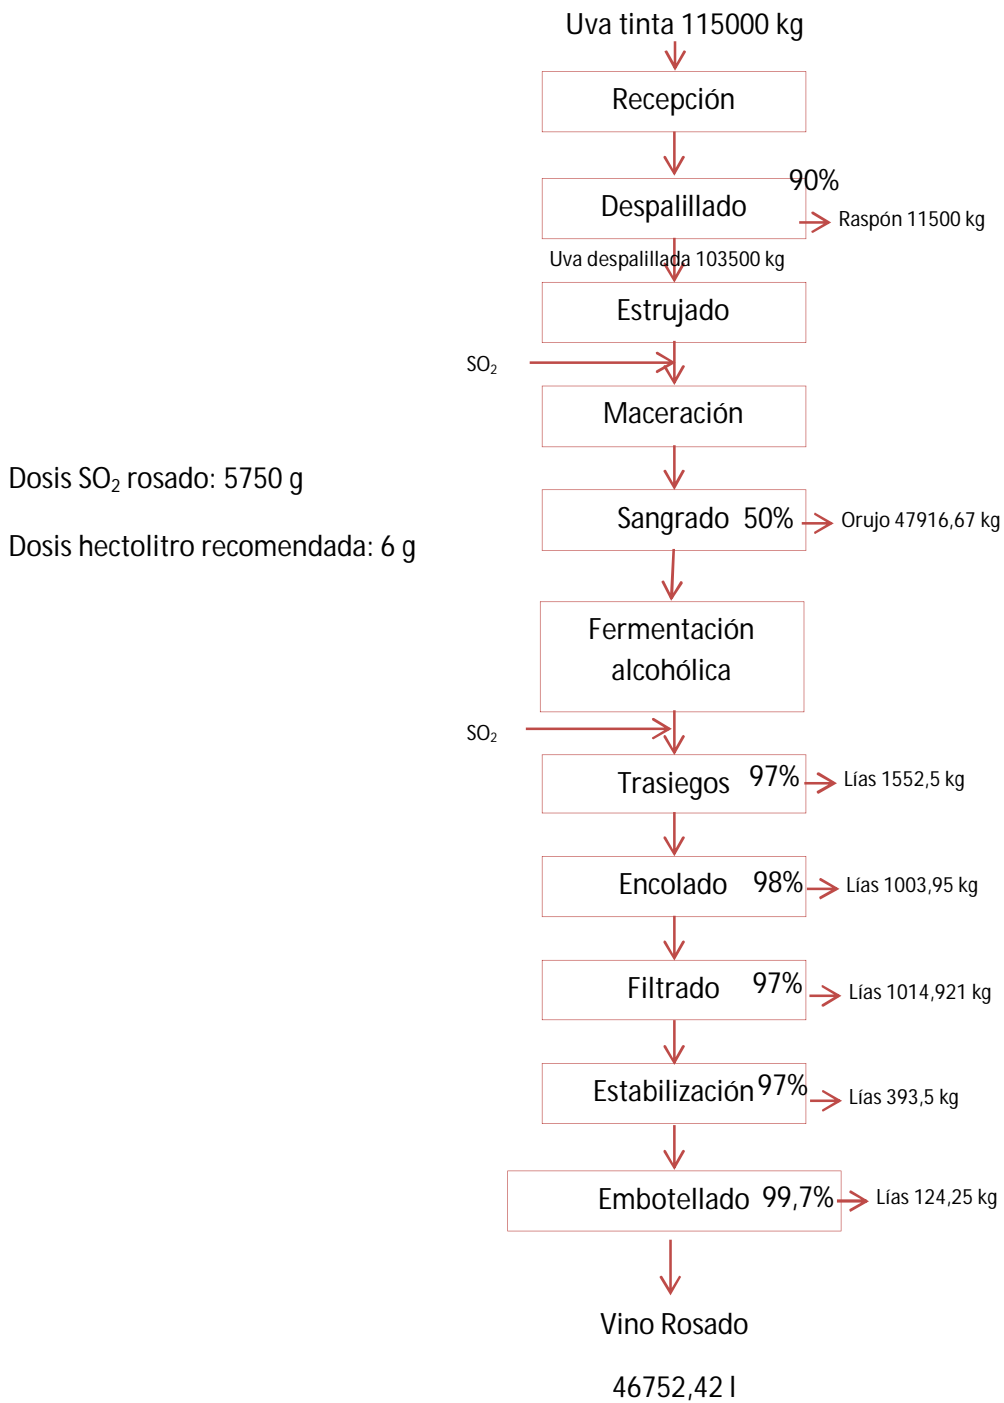 Uva tinta 115000 kg
Recepción
90%
Despalillado
Raspón 11500 kg
Uva despalillada 103500 kg
Estrujado
SO₂
Maceración
Dosis SO₂ rosado: 5750 g
Sangrado 50%
Orujo 47916,67 kg
Dosis hectolitro recomendada: 6 g
Fermentación
alcohólica
SO₂
Trasiegos 97%
Lías 1552,5 kg
Encolado 98%
Lías 1003,95 kg
Filtrado 97%
Lías 1014,921 kg
Estabilización 97%
Lías 393,5 kg
Embotellado 99,7%
Lías 124,25 kg
Vino Rosado
46752,42 l